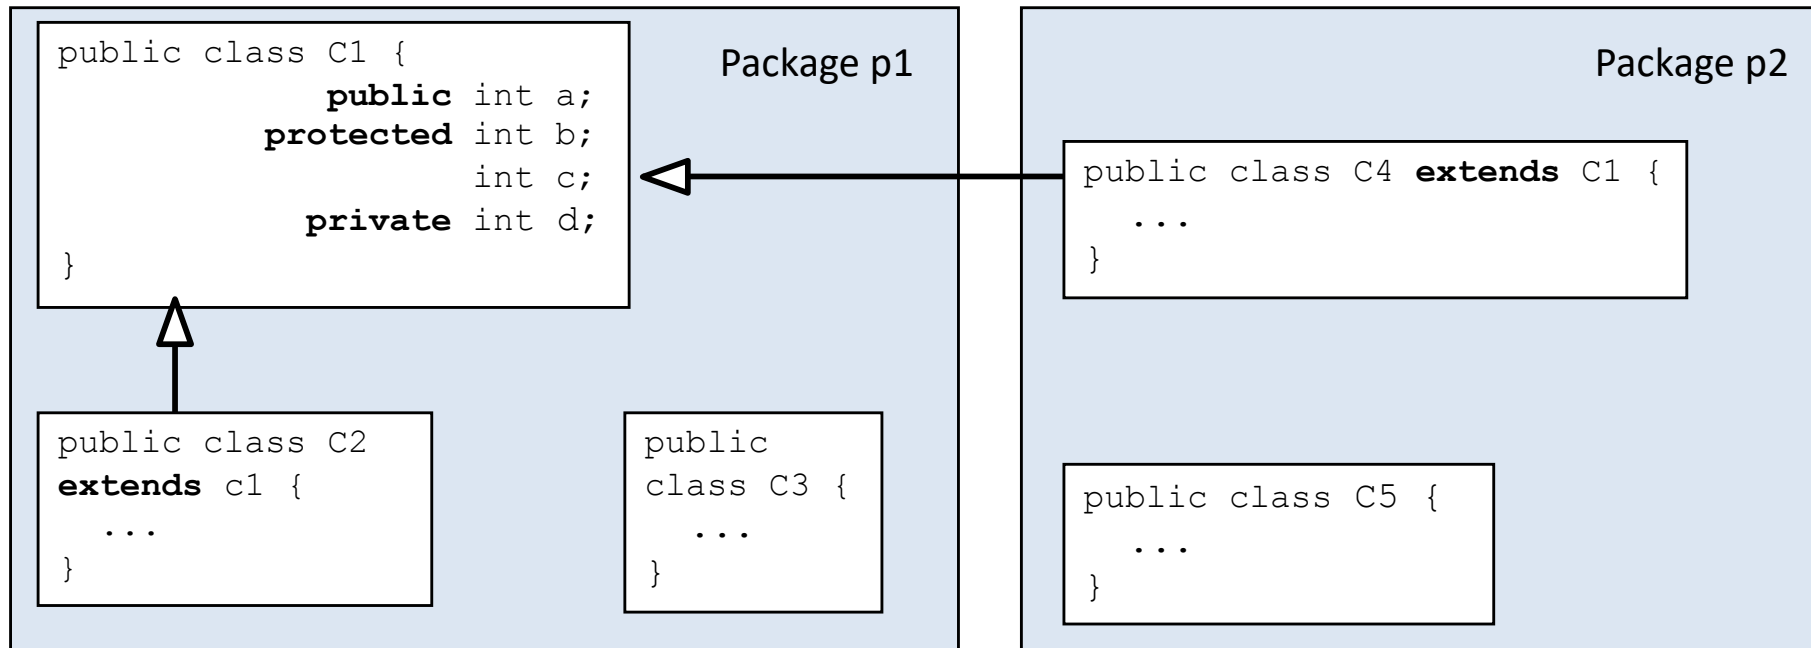 public class C1 {
public int a;
protected int b;
int c;
private int d;
}
Package p1
public class C2
extends c1 {
...
}
public
class C3 {
...
}
Package p2
public class C4 extends C1 {
...
}
public class C5 {
...
}